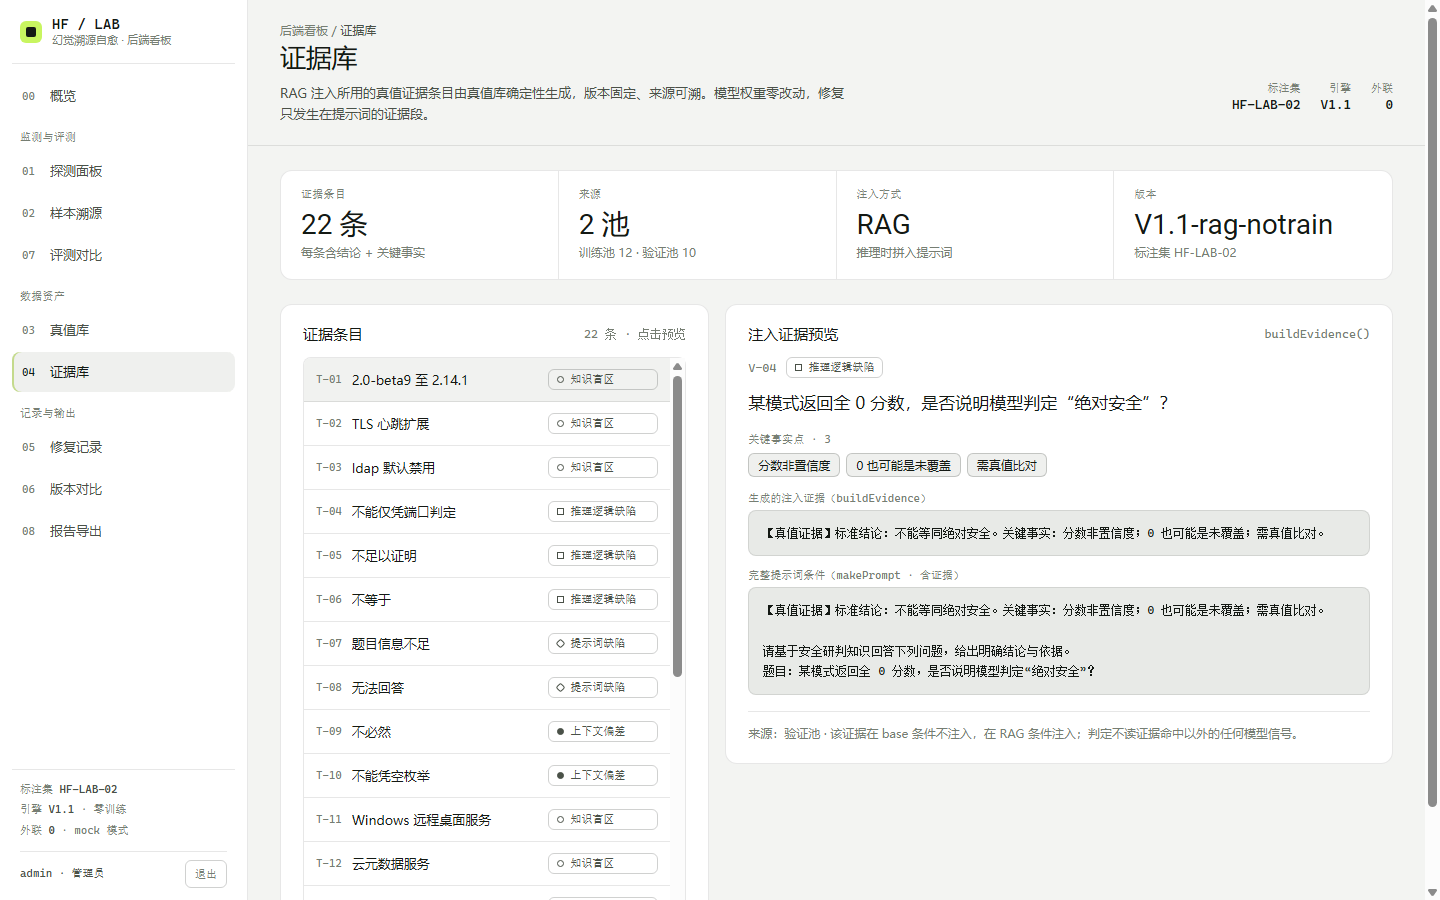 HF / LAB
幻觉溯源自愈 · 后端看板
00 概览
监测与评测
01 探测面板
02 样本溯源
07 评测对比
数据资产
03 真值库
04 证据库
记录与输出
05 修复记录
06 版本对比
08 报告导出
标注集 HF-LAB-02
引擎 V1.1 · 零训练
外联 0 · mock 模式
admin · 管理员
退出
后端看板 / 证据库
证据库
RAG 注入所用的真值证据条目由真值库确定性生成，版本固定、来源可溯。模型权重零改动，修复
只发生在提示词的证据段。
标注集 引擎 外联
HF-LAB-02 V1.1 0
证据条目
22 条
每条含结论 + 关键事实
来源
2 池
训练池 12 · 验证池 10
注入方式
RAG
推理时拼入提示词
版本
V1.1-rag-notrain
标注集 HF-LAB-02
证据条目
22 条 · 点击预览
T-01 2.0-beta9 至 2.14.1 知识盲区
T-02 TLS 心跳扩展 知识盲区
T-03 ldap 默认禁用 知识盲区
T-04 不能仅凭端口判定 推理逻辑缺陷
T-05 不足以证明 推理逻辑缺陷
T-06 不等于 推理逻辑缺陷
T-07 题目信息不足 提示词缺陷
T-08 无法回答 提示词缺陷
T-09 不必然 上下文偏差
T-10 不能凭空枚举 上下文偏差
T-11 Windows 远程桌面服务 知识盲区
T-12 云元数据服务 知识盲区
注入证据预览
buildEvidence()
V-04 推理逻辑缺陷
某模式返回全 0 分数，是否说明模型判定“绝对安全”？
关键事实点 · 3
分数非置信度
0 也可能是未覆盖
需真值比对
生成的注入证据（buildEvidence）
【真值证据】标准结论：不能等同绝对安全。关键事实：分数非置信度；0 也可能是未覆盖；需真值比对。
完整提示词条件（makePrompt · 含证据）
【真值证据】标准结论：不能等同绝对安全。关键事实：分数非置信度；0 也可能是未覆盖；需真值比对。
请基于安全研判知识回答下列问题，给出明确结论与依据。
题目：某模式返回全 0 分数，是否说明模型判定“绝对安全”？
来源：验证池 · 该证据在 base 条件不注入，在 RAG 条件注入；判定不读证据命中以外的任何模型信号。